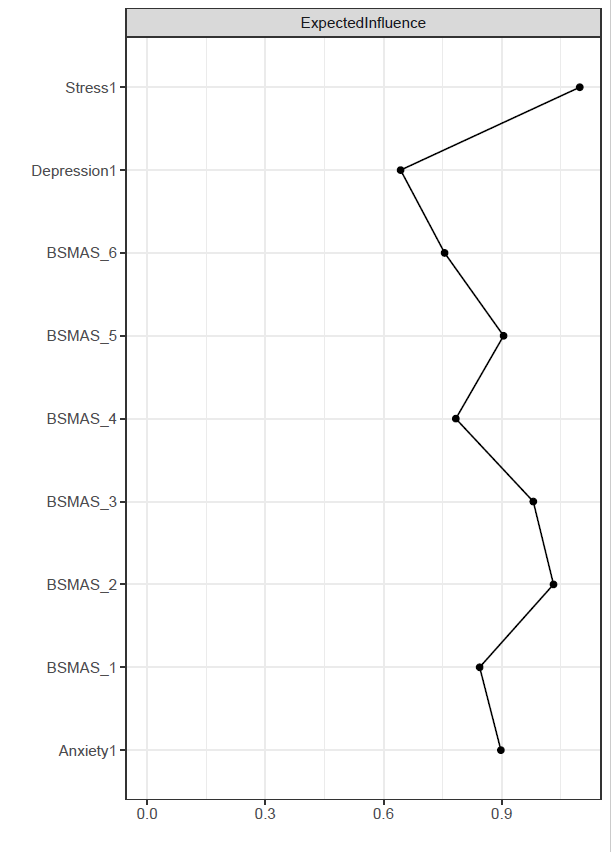 ExpectedInfluence
Stress1
Depression1
BSMAS_6
BSMAS_5
BSMAS_4
BSMAS_3
BSMAS_2
BSMAS_1
Anxiety1
0.0 0.3 0.6 0.9